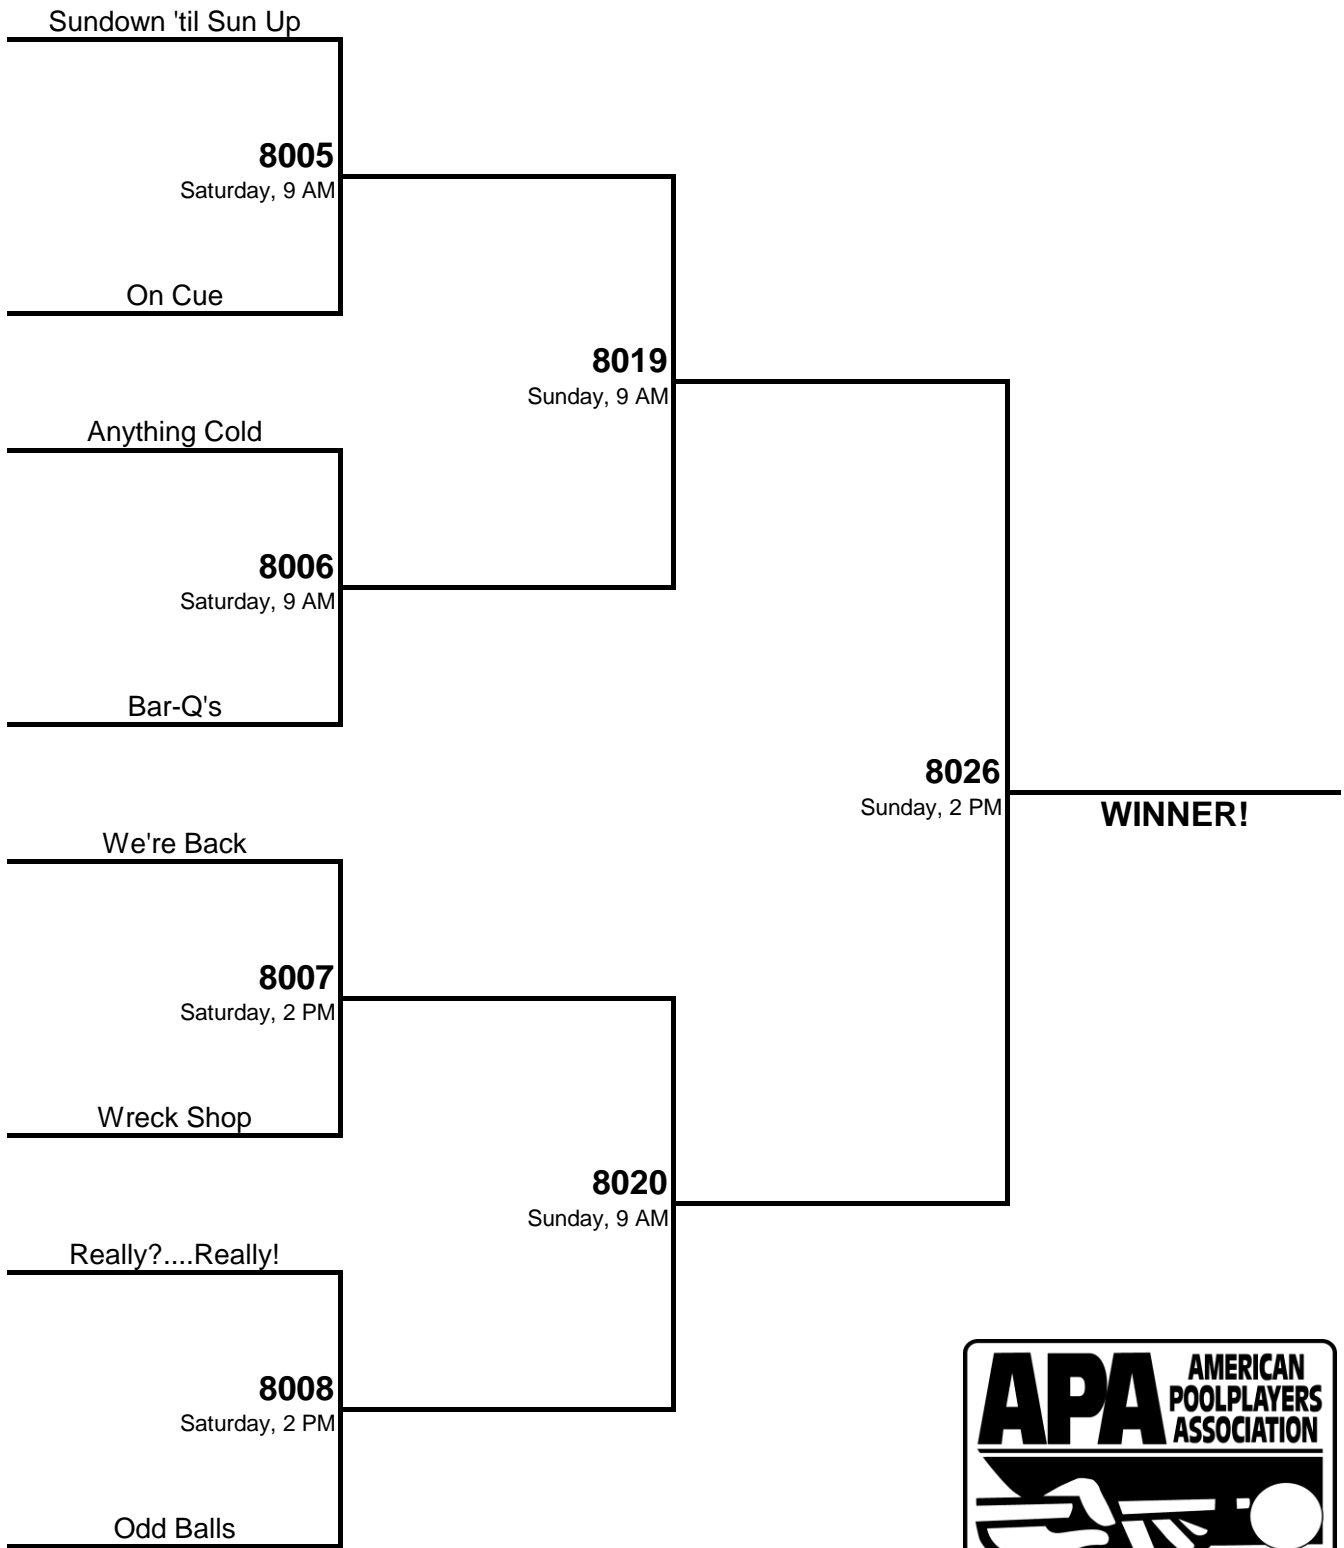 Sundown 'til Sun Up
8005
Saturday, 9 AM
On Cue
8019
Sunday, 9 AM
Anything Cold
8006
Saturday, 9 AM
Bar-Q's
8026
Sunday, 2 PM
WINNER!
We're Back
8007
Saturday, 2 PM
Wreck Shop
8020
Sunday, 9 AM
Really?....Really!
8008
Saturday, 2 PM
Odd Balls
APA
AMERICAN
POOLPLAYERS
ASSOCIATION